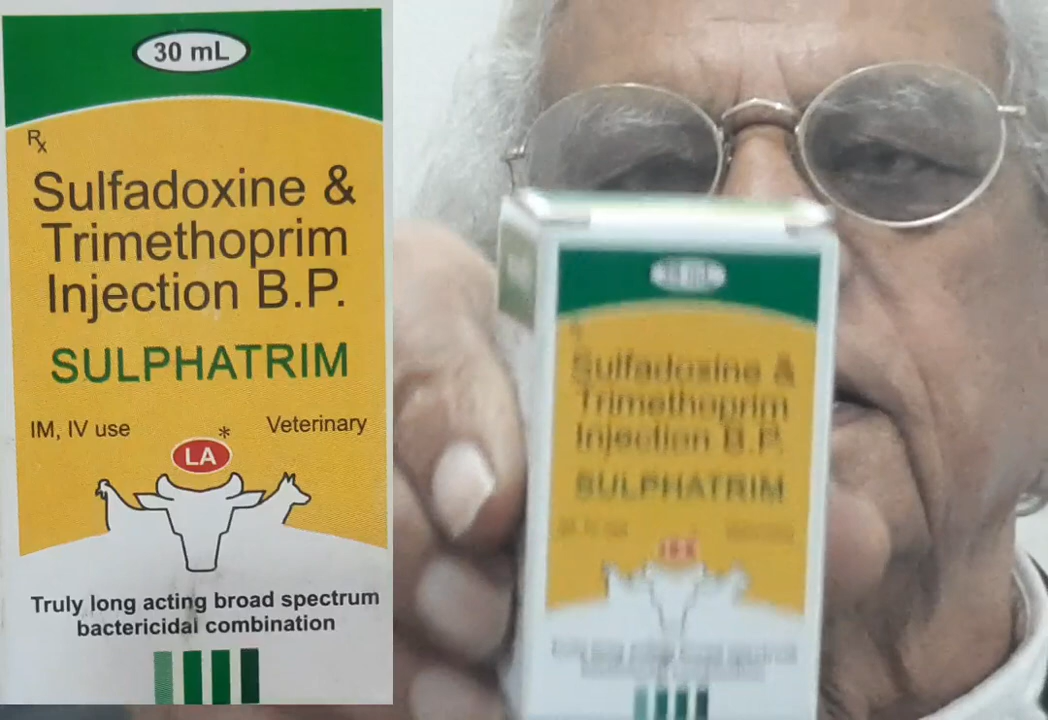 30 mL
Rx
Sulfadoxine &
Trimethoprim
Injection B.P.
SULPHATRIM
IM, IV use
Veterinary
LA*
Truly long acting broad spectrum
bactericidal combination
Sulfadoxine &
Trimethoprim
Injection B.P.
SULPHATRIM